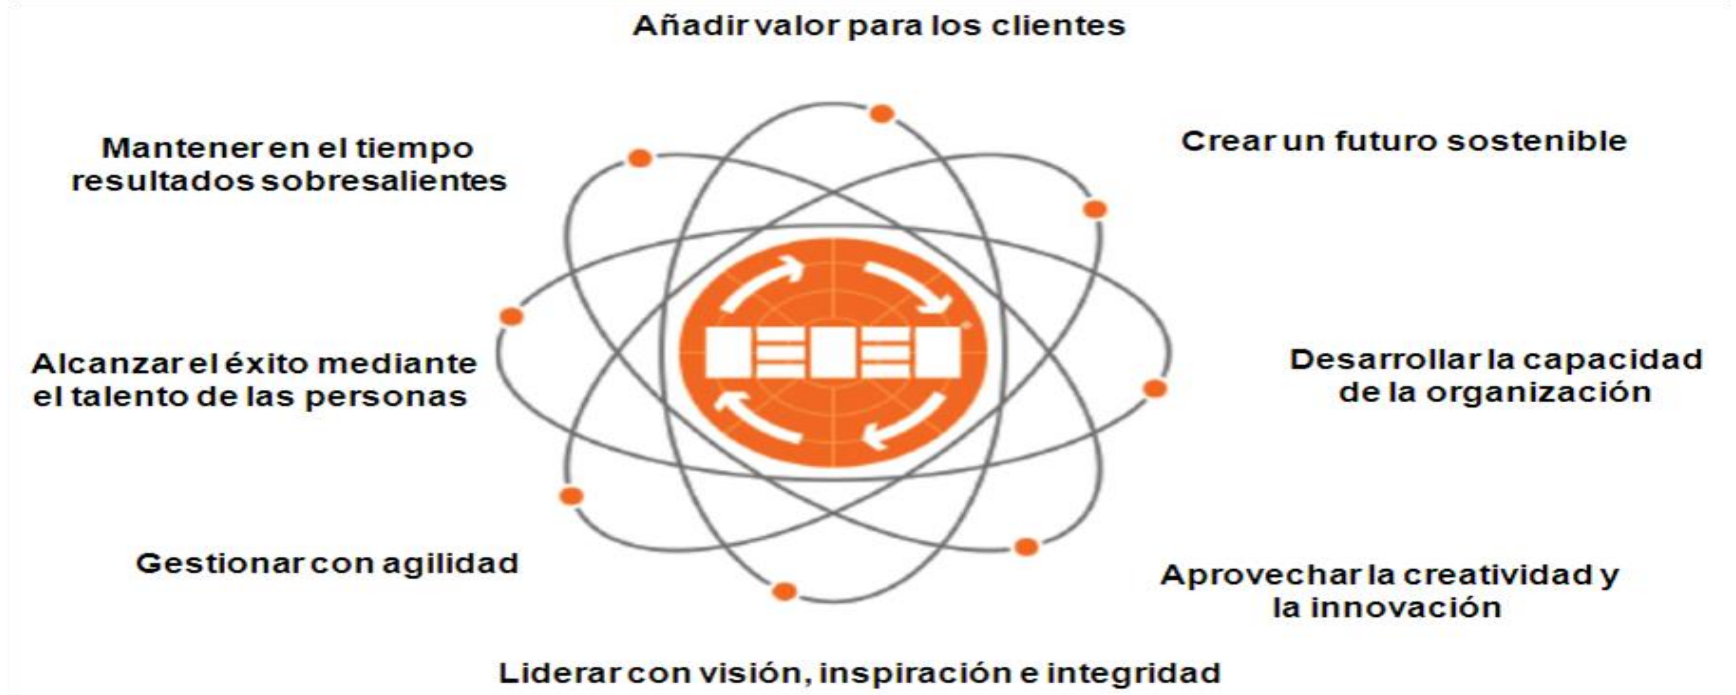 Añadir valor para los clientes
Crear un futuro sostenible
Mantener en el tiempo
resultados sobresalientes
Alcanzar el éxito mediante
el talento de las personas
Desarrollar la capacidad
de la organización
Gestionar con agilidad
Aprovechar la creatividad y
la innovación
Liderar con visión, inspiración e integridad